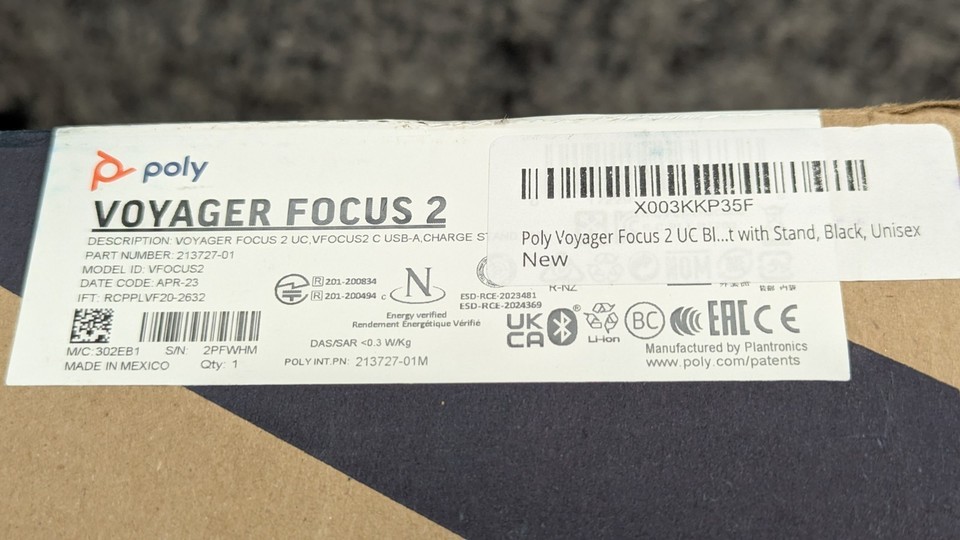 poly
VOYAGER FOCUS 2
DESCRIPTION: VOYAGER FOCUS 2 UC,VFOCUS2 C USB-A,CHARGE ST
PART NUMBER: 213727-01
MODEL ID: VFOCUS2
DATE CODE: APR-23
IFT: RCPPLVF20-2632
M/C:302EB1 S/N: 2PFWHM
MADE IN MEXICO Qty: 1
R 201-200834
R 201-200494 c
N
Energy verified
Rendement Énergétique Vérifié
DAS/SAR <0.3 W/Kg
POLY INT.PN: 213727-01M
X003KKP35F
Poly Voyager Focus 2 UC Bl...t with Stand, Black, Unisex
New
R-NZ
ESD-RCE-2023481
ESD-RCE-2024369
UK
CA
Li-ion
BC
EAC
CE
Manufactured by Plantronics
www.poly.com/patents